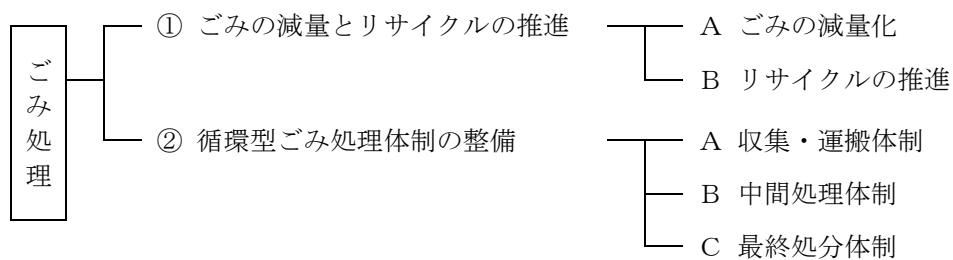 ごみ処理
① ごみの減量とリサイクルの推進
A ごみの減量化
B リサイクルの推進
② 循環型ごみ処理体制の整備
A 収集・運搬体制
B 中間処理体制
C 最終処分体制